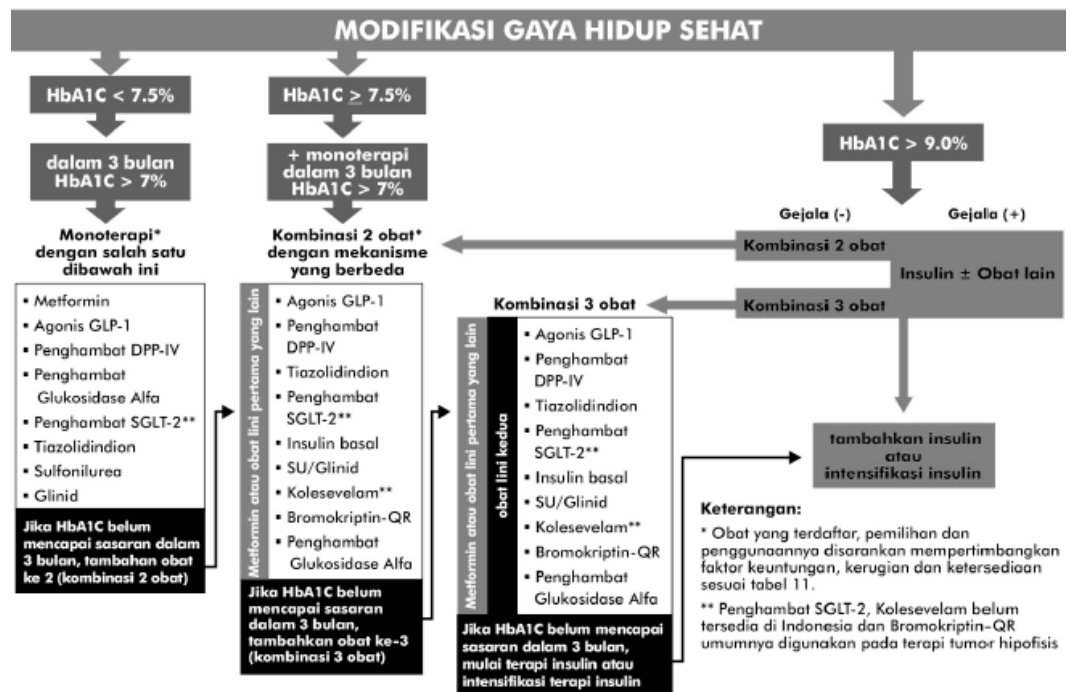 MODIFIKASI GAYA HIDUP SEHAT
HbA1C < 7.5%
dalam 3 bulan
HbA1C > 7%
Monoterapi*
dengan salah satu
dibawah ini
▪ Metformin
▪ Agonis GLP-1
▪ Penghambat DPP-IV
▪ Penghambat
Glukosidase Alfa
▪ Penghambat SGLT-2**
▪ Tiazolidindion
▪ Sulfonilurea
▪ Glinid
Jika HbA1C belum
mencapai sasaran dalam
3 bulan, tambahan obat
ke 2 (kombinasi 2 obat)
HbA1C ≥ 7.5%
+ monoterapi
dalam 3 bulan
HbA1C > 7%
Kombinasi 2 obat*
dengan mekanisme
yang berbeda
Metformin atau obat lini pertama yang lain
▪ Agonis GLP-1
▪ Penghambat
DPP-IV
▪ Tiazolidindion
▪ Penghambat
SGLT-2**
▪ Insulin basal
▪ SU/Glinid
▪ Kolesevelam**
▪ Bromokriptin-QR
▪ Penghambat
Glukosidase Alfa
Jika HbA1C belum
mencapai sasaran
dalam 3 bulan,
tambahkan obat ke-3
(kombinasi 3 obat)
Kombinasi 3 obat
Metformin atau obat lini pertama yang lain
obat lini kedua
▪ Agonis GLP-1
▪ Penghambat
DPP-IV
▪ Tiazolidindion
▪ Penghambat
SGLT-2**
▪ Insulin basal
▪ SU/Glinid
▪ Kolesevelam**
▪ Bromokriptin-QR
▪ Penghambat
Glukosidase Alfa
Jika HbA1C belum mencapai
sasaran dalam 3 bulan,
mulai terapi insulin atau
intensifikasi terapi insulin
HbA1C > 9.0%
Gejala (-)
Gejala (+)
Kombinasi 2 obat
Insulin ± Obat lain
Kombinasi 3 obat
tambahkan insulin
atau
intensifikasi insulin
Keterangan:
* Obat yang terdaftar, pemilihan dan
penggunaannya disarankan mempertimbangkan
faktor keuntungan, kerugian dan ketersediaan
sesuai tabel 11.
** Penghambat SGLT-2, Kolesevelam belum
tersedia di Indonesia dan Bromokriptin-QR
umumnya digunakan pada terapi tumor hipofisis